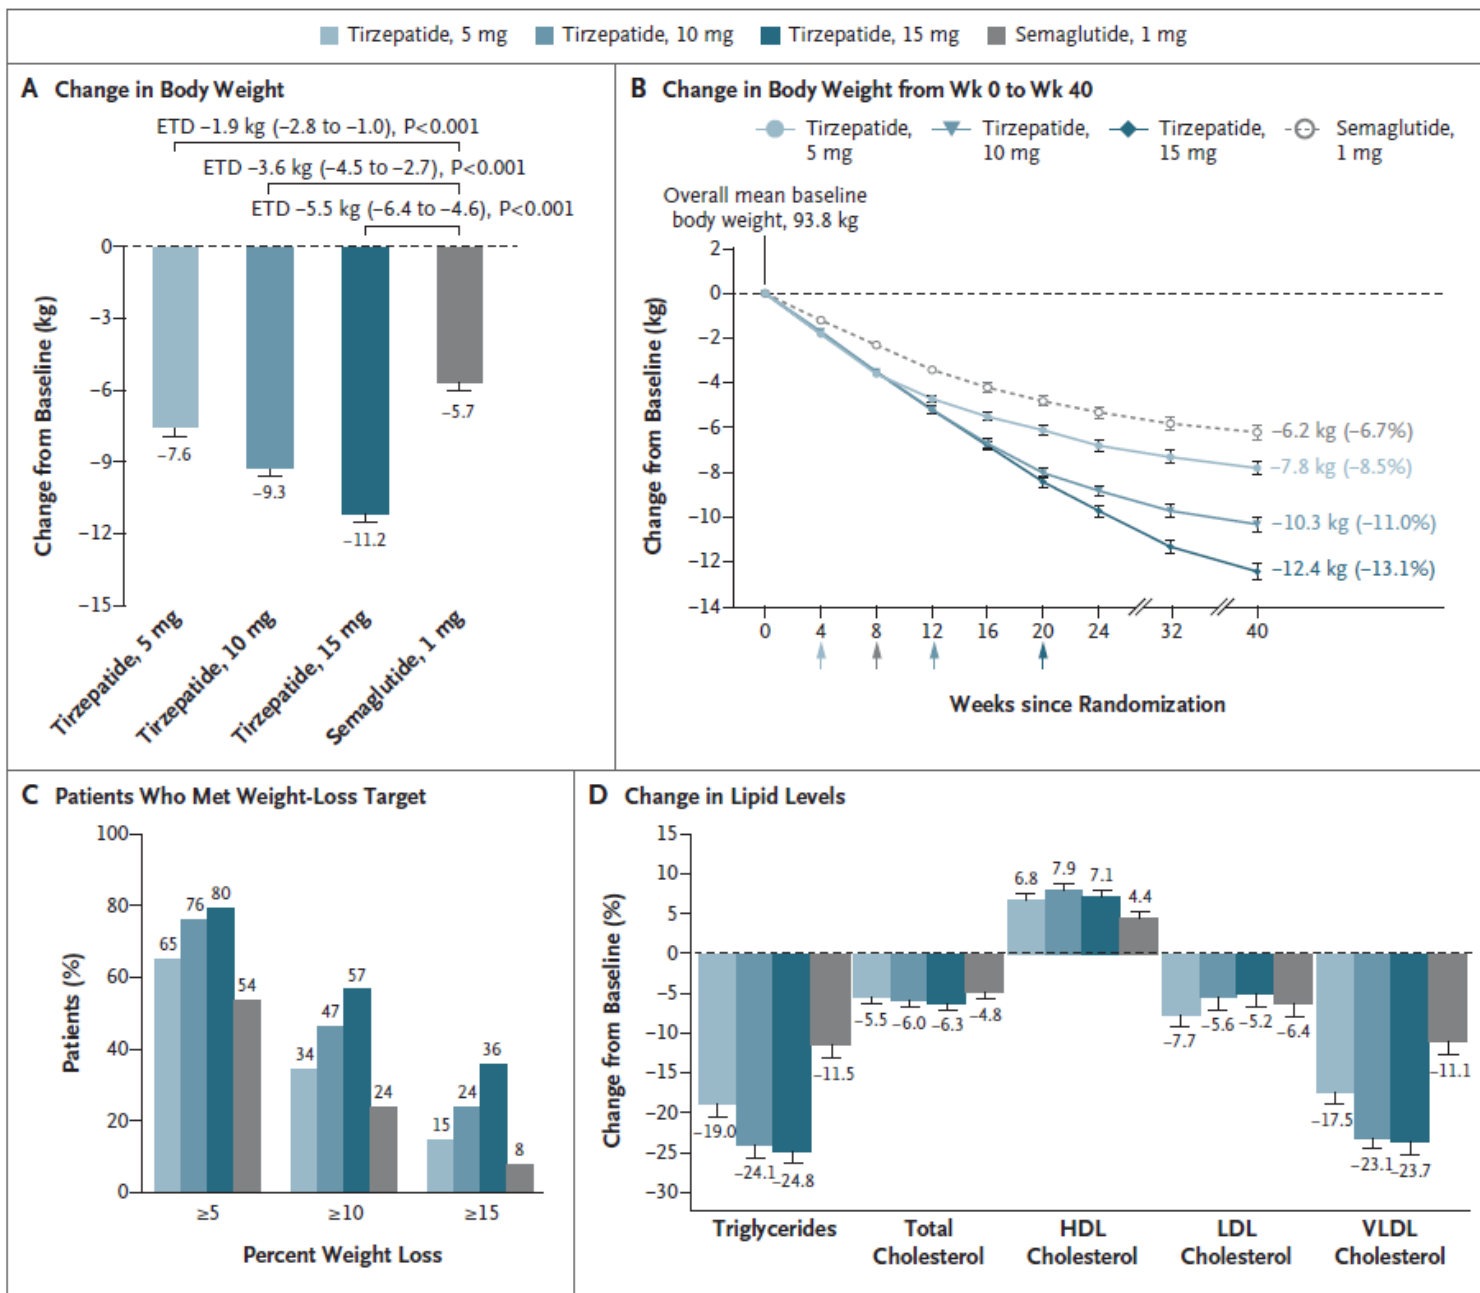 Tirzepatide, 5 mg Tirzepatide, 10 mg Tirzepatide, 15 mg Semaglutide, 1 mg
A Change in Body Weight
ETD –1.9 kg (–2.8 to –1.0), P<0.001
ETD –3.6 kg (–4.5 to –2.7), P<0.001
ETD –5.5 kg (–6.4 to –4.6), P<0.001
Change from Baseline (kg)
0
–3
–6
–9
–12
–15
–7.6
–9.3
–11.2
–5.7
Tirzepatide, 5 mg
Tirzepatide, 10 mg
Tirzepatide, 15 mg
Semaglutide, 1 mg
B Change in Body Weight from Wk 0 to Wk 40
Tirzepatide, 5 mg
Tirzepatide, 10 mg
Tirzepatide, 15 mg
Semaglutide, 1 mg
Overall mean baseline
body weight, 93.8 kg
Change from Baseline (kg)
2
0
–2
–4
–6
–8
–10
–12
–14
–6.2 kg (–6.7%)
–7.8 kg (–8.5%)
–10.3 kg (–11.0%)
–12.4 kg (–13.1%)
0 4 8 12 16 20 24 32 40
Weeks since Randomization
C Patients Who Met Weight-Loss Target
Patients (%)
100
80
60
40
20
0
65 76 80 54
34 47 57 24
15 24 36 8
≥5 ≥10 ≥15
Percent Weight Loss
D Change in Lipid Levels
Change from Baseline (%)
15
10
5
0
–5
–10
–15
–20
–25
–30
–19.0 –24.1 –24.8 –11.5
–5.5 –6.0 –6.3 –4.8
6.8 7.9 7.1 4.4
–7.7 –5.6 –5.2 –6.4
–17.5 –23.1 –23.7 –11.1
Triglycerides
Total
Cholesterol
HDL
Cholesterol
LDL
Cholesterol
VLDL
Cholesterol